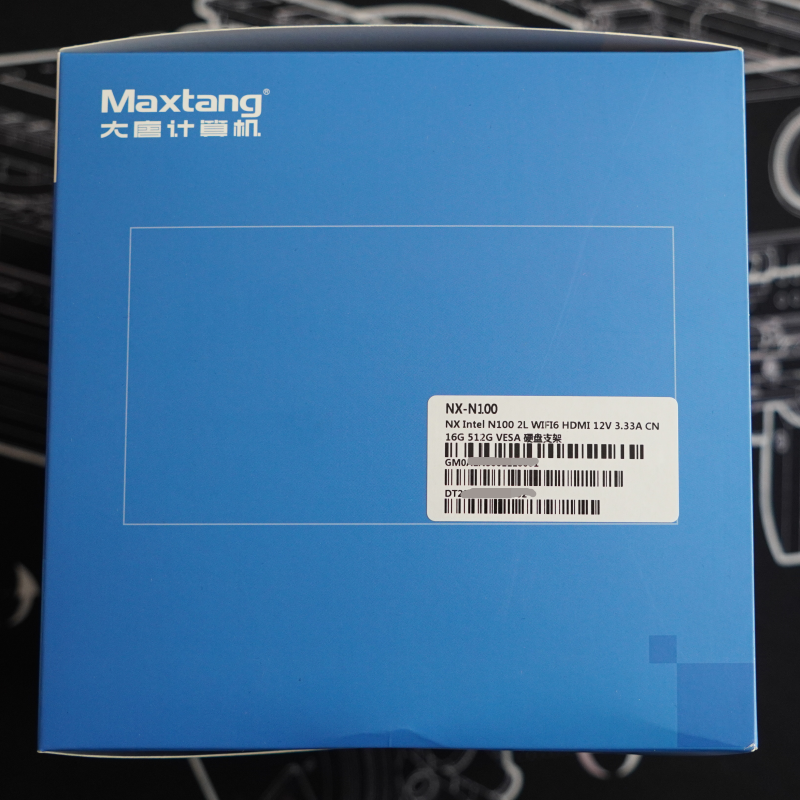 Maxtang®
大唐计算机
NX-N100
NX Intel N100 2L WIFI6 HDMI 12V 3.33A CN
16G 512G VESA 硬盘支架